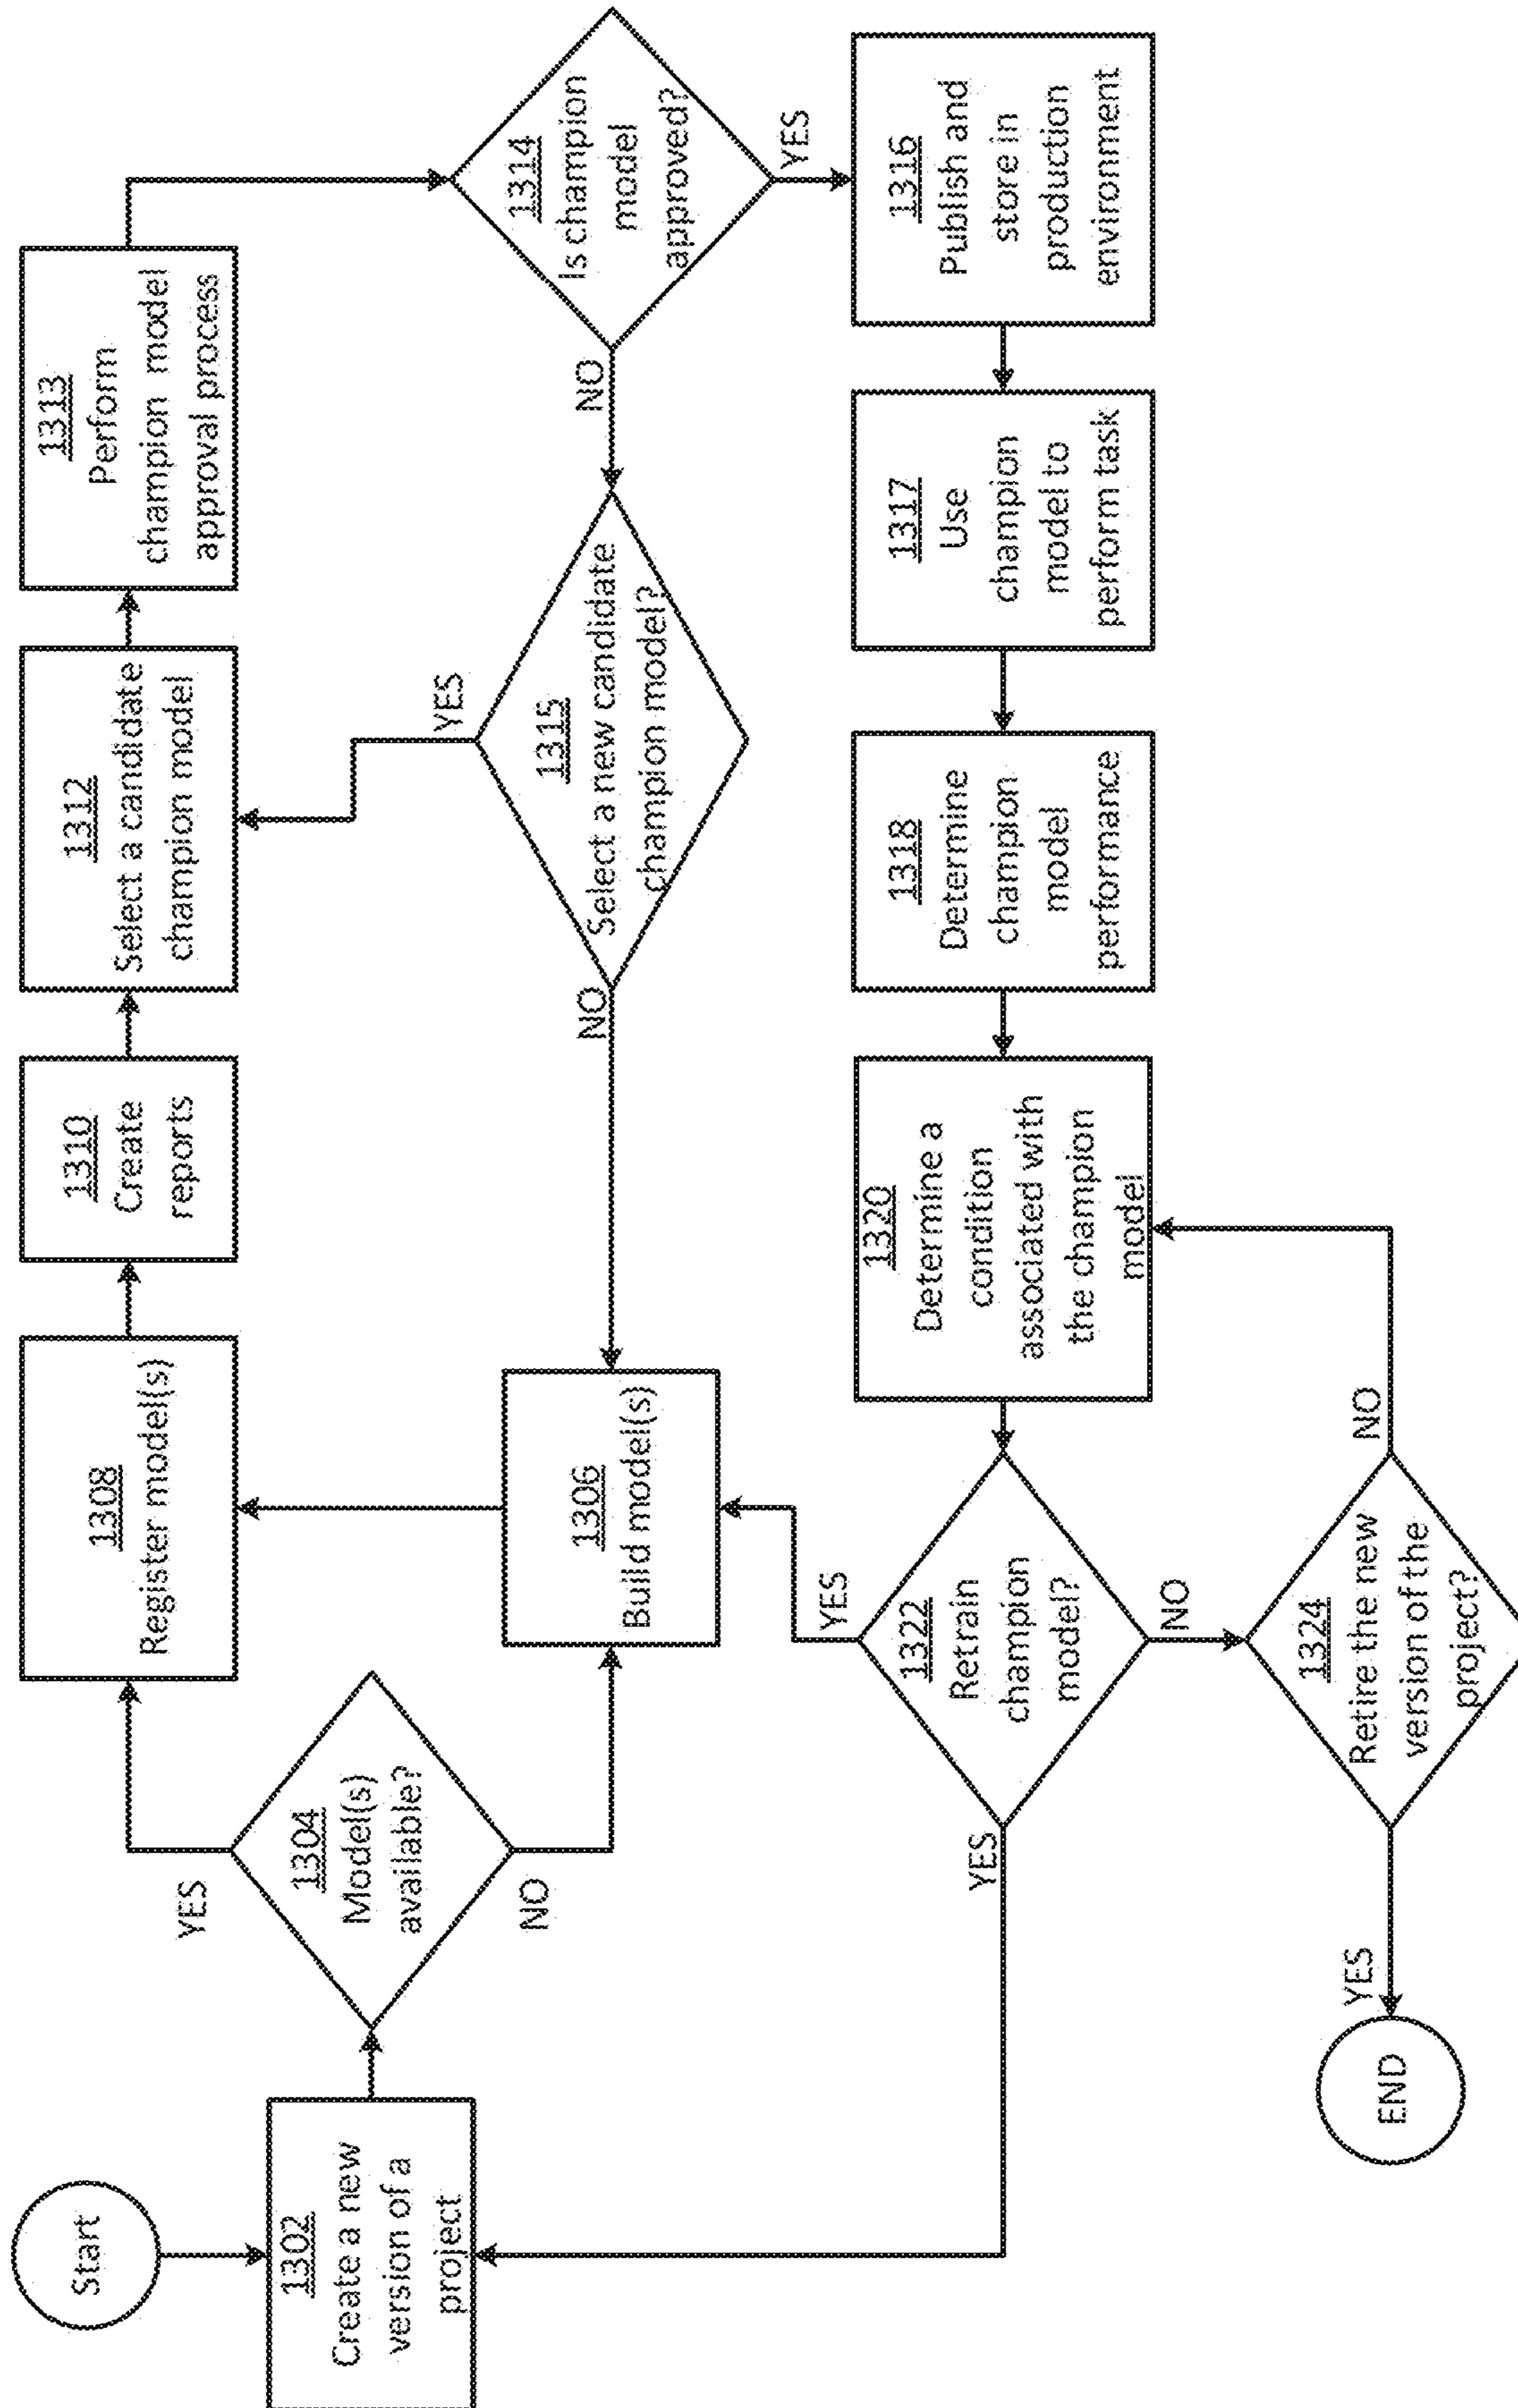 Start
1302
Create a new
version of a
project
1304
Model(s)
available?
YES
NO
1306
Build model(s)
1308
Register model(s)
1310
Create
reports
1312
Select a candidate
champion model
1313
Perform
champion model
approval process
1314
Is champion
model
approved?
NO
YES
1315
Select a new candidate
champion model?
YES
NO
1316
Publish and
store in
production
environment
1317
Use
champion
model to
perform task
1318
Determine
champion
model
performance
1320
Determine a
condition
associated with
the champion
model
1322
Retrain
champion
model?
YES
YES
NO
1324
Retire the new
version of the
project?
NO
YES
END